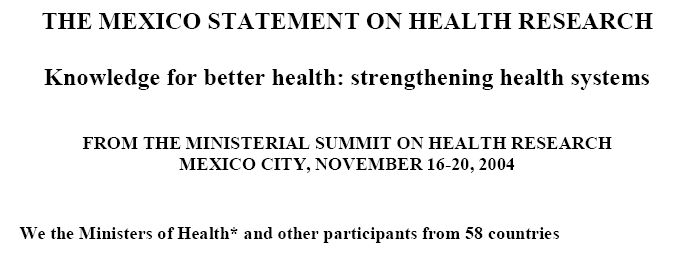 THE MEXICO STATEMENT ON HEALTH RESEARCH
Knowledge for better health: strengthening health systems
FROM THE MINISTERIAL SUMMIT ON HEALTH RESEARCH
MEXICO CITY, NOVEMBER 16-20, 2004
We the Ministers of Health* and other participants from 58 countries